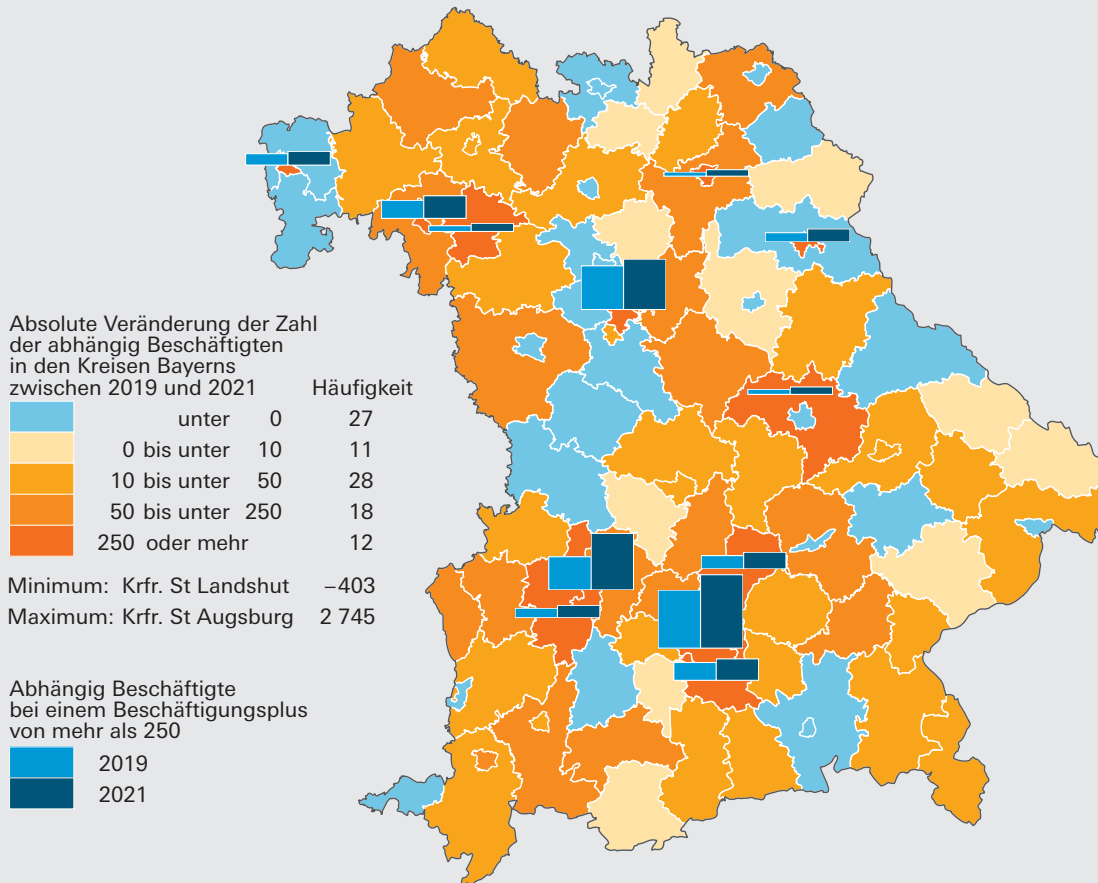 Absolute Veränderung der Zahl
der abhängig Beschäftigten
in den Kreisen Bayerns
zwischen 2019 und 2021 Häufigkeit
unter 0 27
0 bis unter 10 11
10 bis unter 50 28
50 bis unter 250 18
250 oder mehr 12
Minimum: Krfr. St Landshut –403
Maximum: Krfr. St Augsburg 2 745
Abhängig Beschäftigte
bei einem Beschäftigungsplus
von mehr als 250
2019
2021